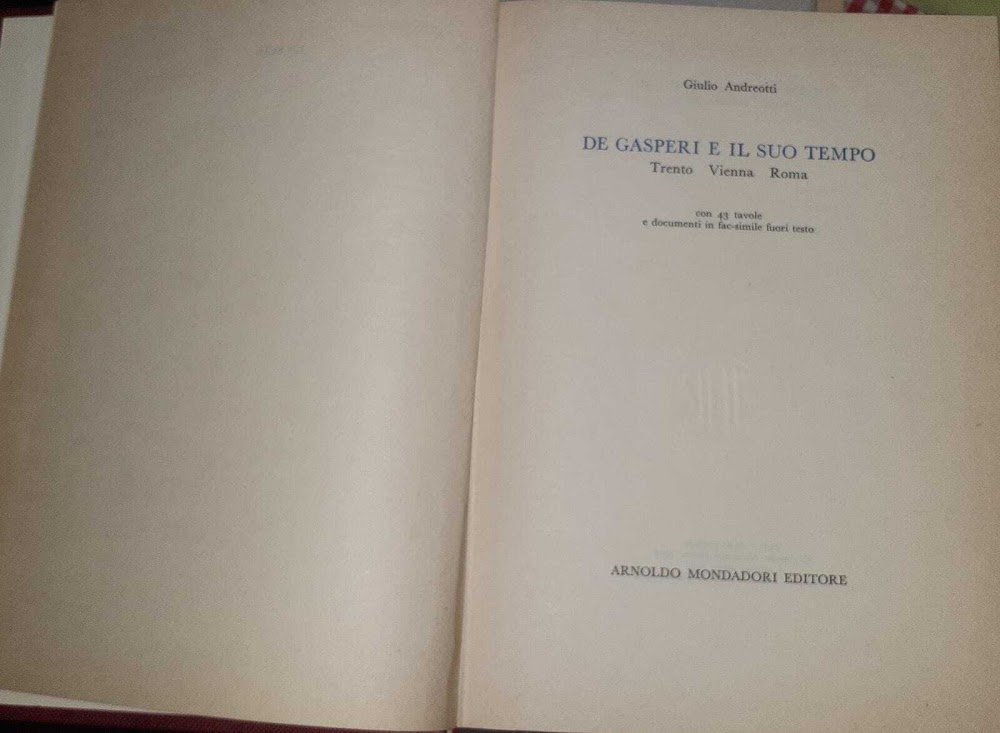 Giulio Andreotti
DE GASPERI E IL SUO TEMPO
Trento Vienna Roma
con 43 tavole
e documenti in fac-simile fuori testo
ARNOLDO MONDADORI EDITORE